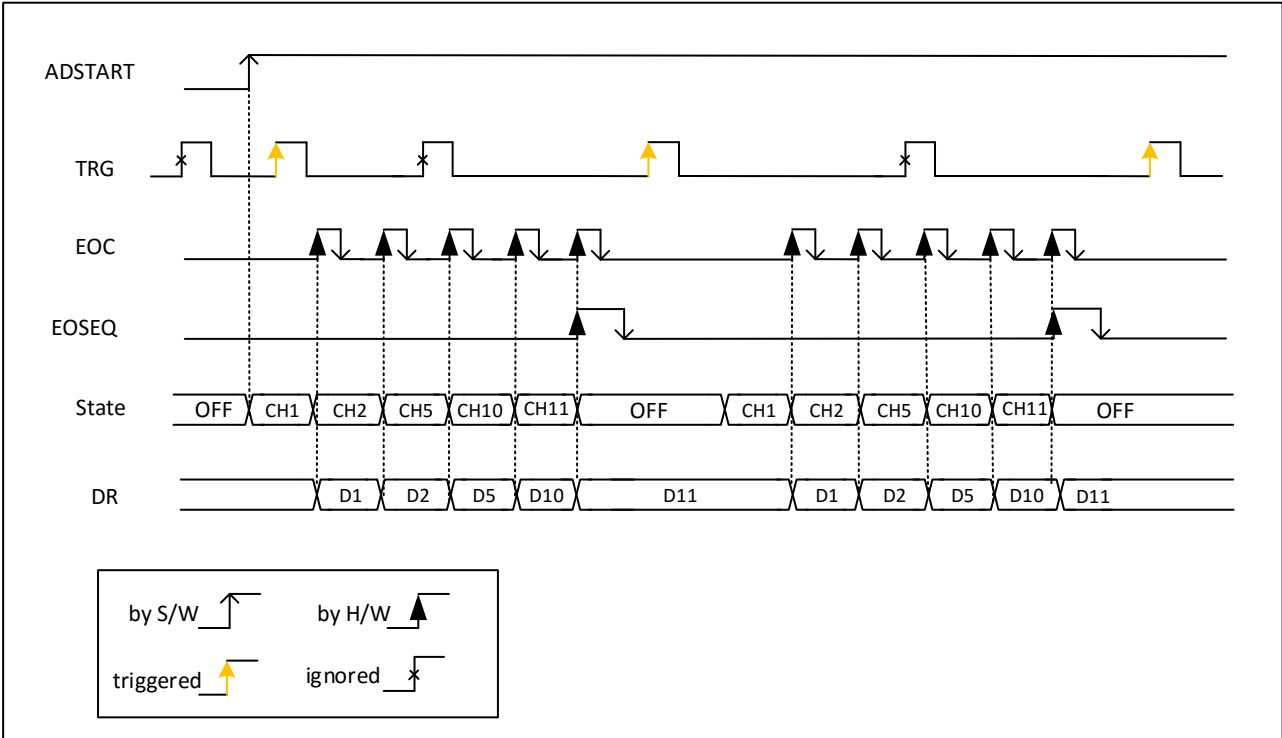 ADSTART
TRG
EOC
EOSEQ
State OFF CH1 CH2 CH5 CH10 CH11 OFF CH1 CH2 CH5 CH10 CH11 OFF
DR D1 D2 D5 D10 D11 D1 D2 D5 D10 D11
by S/W by H/W
triggered ignored